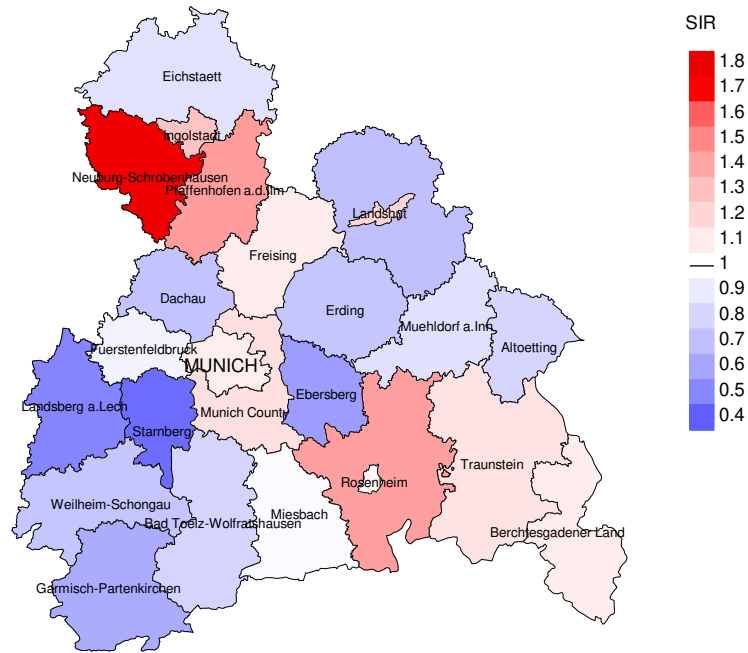 SIR
1.8
1.7
1.6
1.5
1.4
1.3
1.2
1.1
1
0.9
0.8
0.7
0.6
0.5
0.4
Eichstaett
Ingolstadt
Neuburg-Schrobenhausen
Pfaffenhofen a.d.Ilm
Landshut
Freising
Dachau
Erding
Muehldorf a.Inn
Altoetting
Fuerstenfeldbruck
MUNICH
Ebersberg
Landsberg a.Lech
Munich County
Starnberg
Traunstein
Rosenheim
Weilheim-Schongau
Miesbach
Bad Toelz-Wolfratshausen
Berchtesgadener Land
Garmisch-Partenkirchen